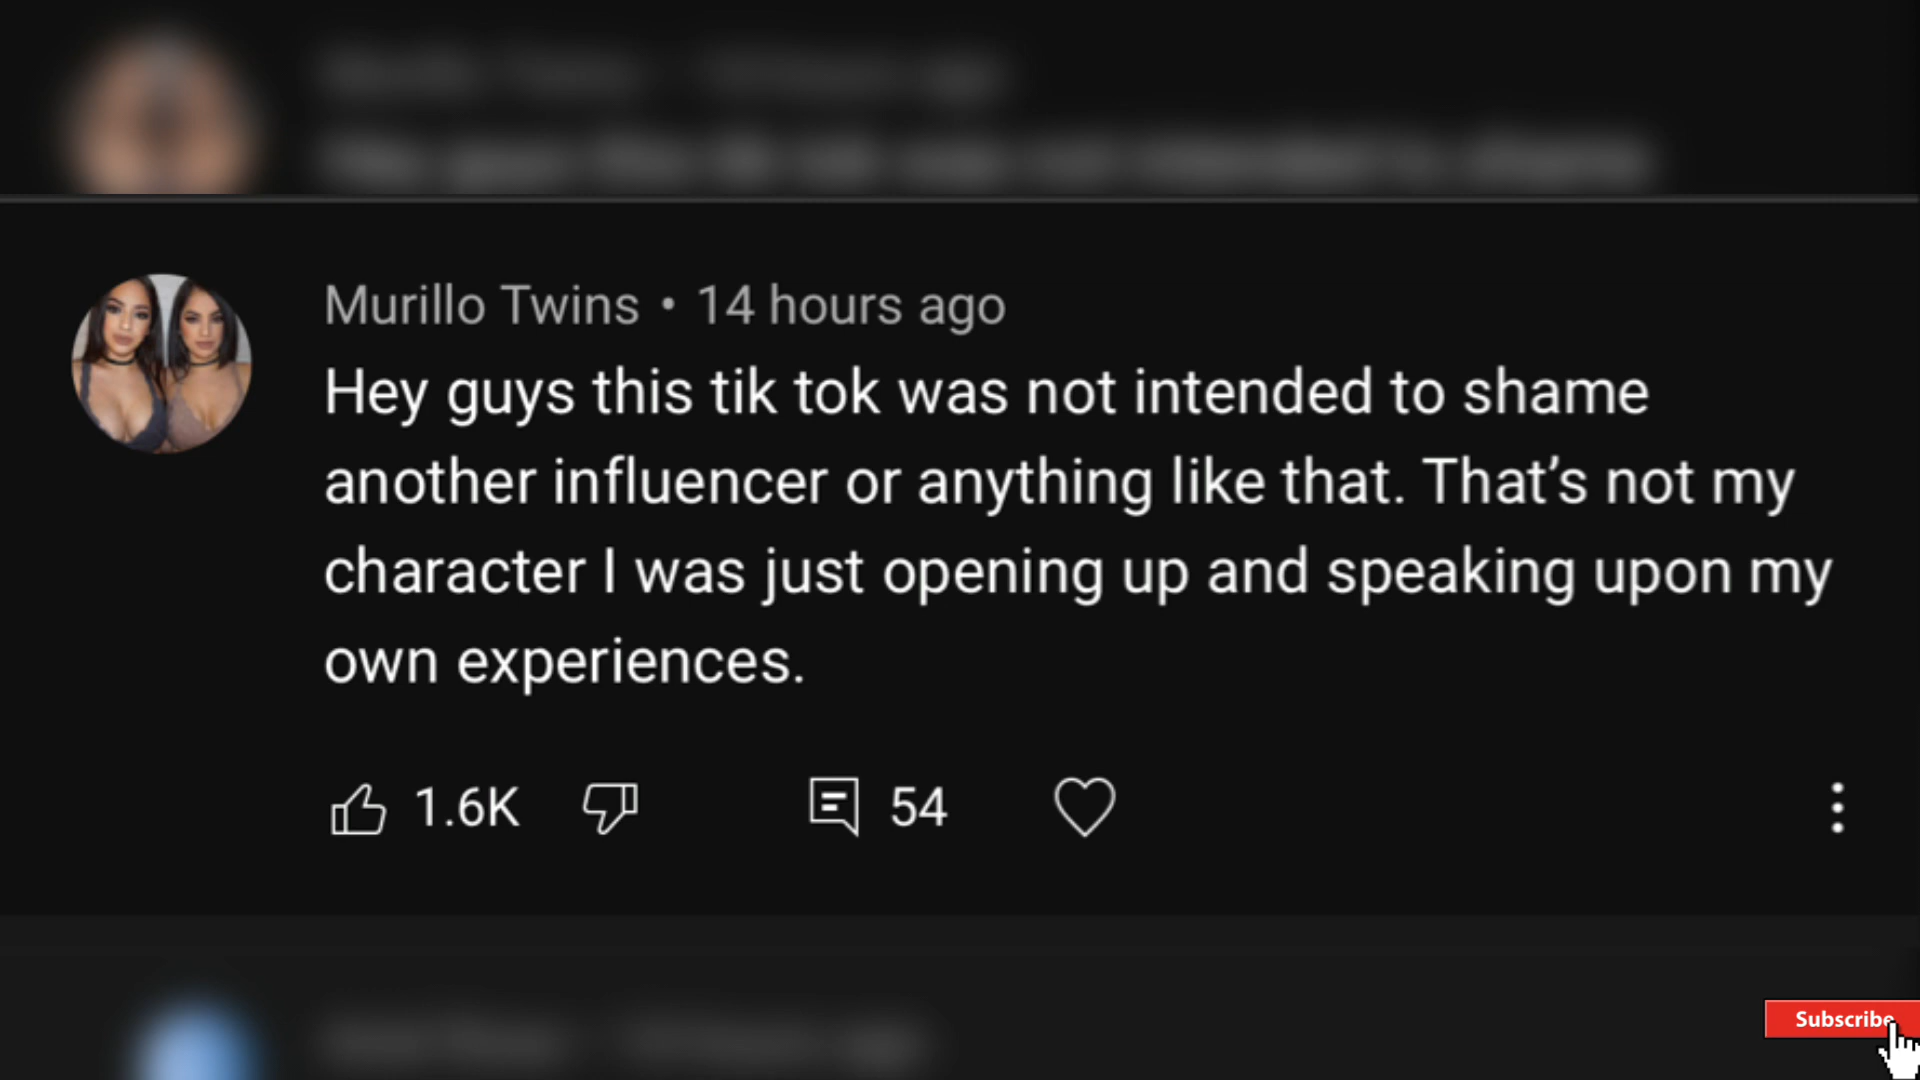 Murillo Twins • 14 hours ago
Hey guys this tik tok was not intended to shame
another influencer or anything like that. That’s not my
character I was just opening up and speaking upon my
own experiences.
1.6K 54
Subscribe